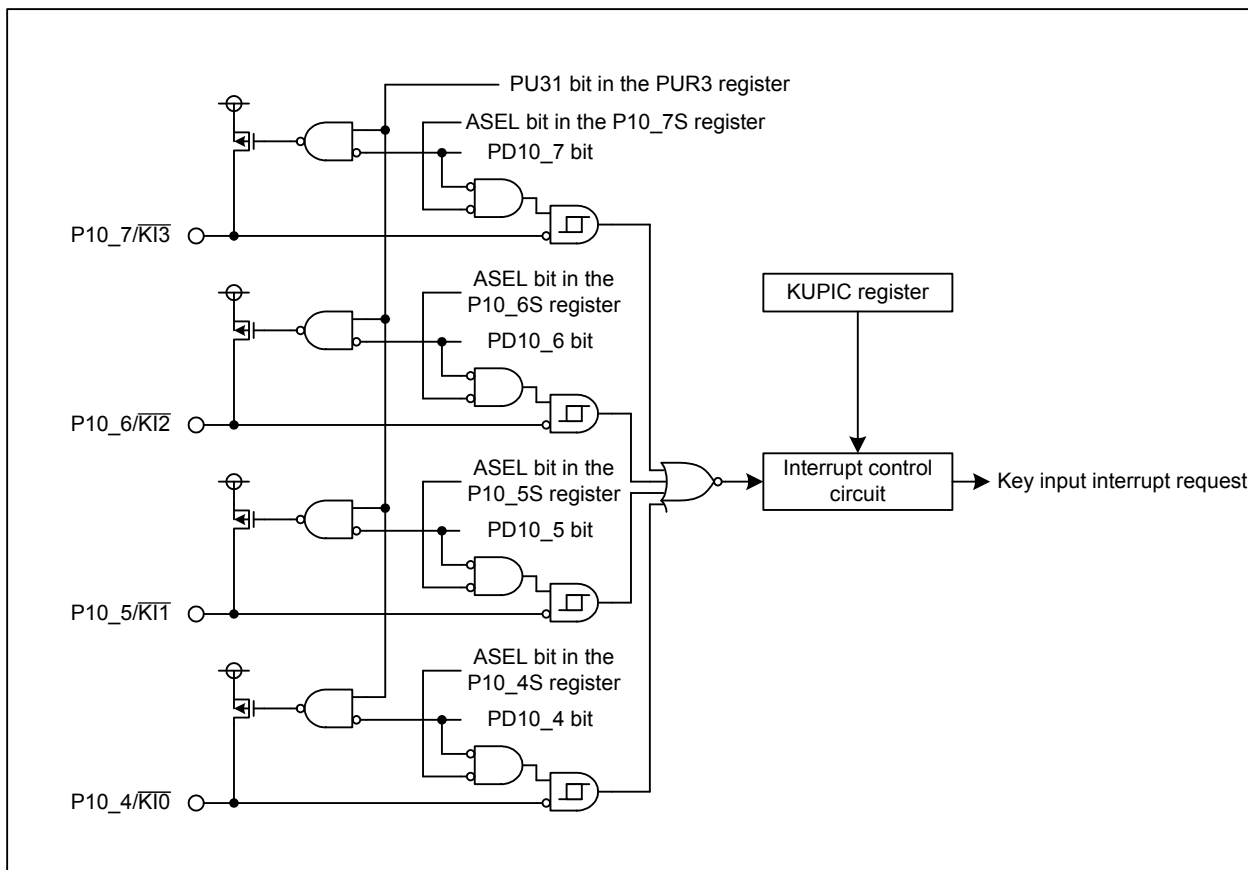 PU31 bit in the PUR3 register
ASEL bit in the P10_7S register
PD10_7 bit
P10_7/KI3
ASEL bit in the
P10_6S register
PD10_6 bit
P10_6/KI2
KUPIC register
ASEL bit in the
P10_5S register
PD10_5 bit
P10_5/KI1
Interrupt control
circuit
Key input interrupt request
ASEL bit in the
P10_4S register
PD10_4 bit
P10_4/KI0